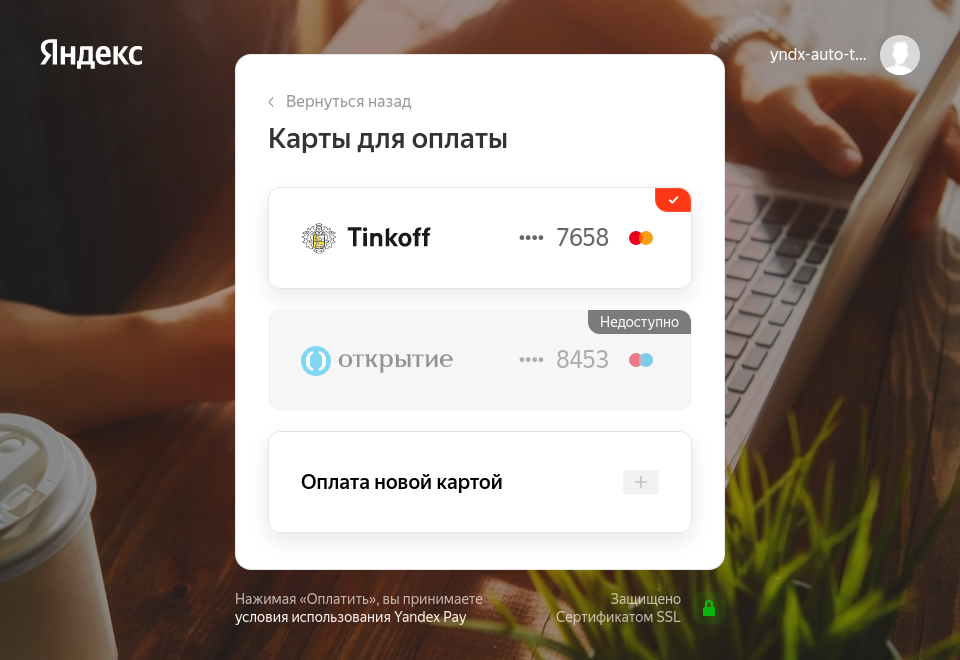 Яндекс
yndx-auto-t...
Вернуться назад
Карты для оплаты
Tinkoff
•••• 7658
Недоступно
открытие
•••• 8453
Оплата новой картой
Нажимая «Оплатить», вы принимаете
условия использования Yandex Pay
Защищено
Сертификатом SSL